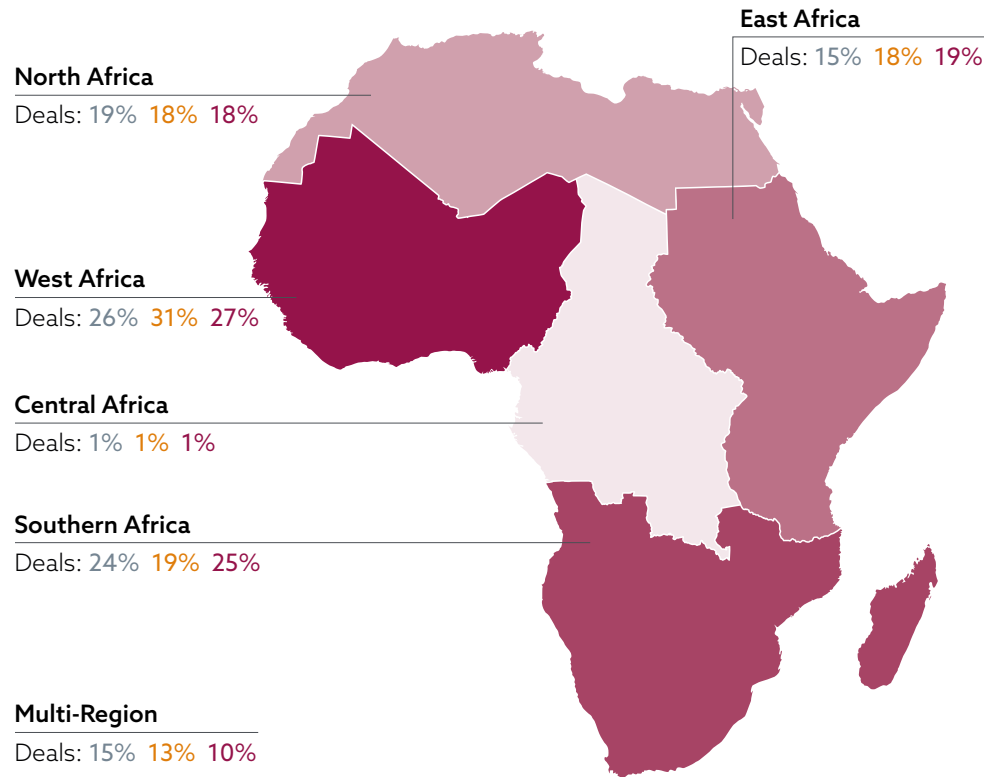 East Africa
Deals: 15% 18% 19%
North Africa
Deals: 19% 18% 18%
West Africa
Deals: 26% 31% 27%
Central Africa
Deals: 1% 1% 1%
Southern Africa
Deals: 24% 19% 25%
Multi-Region
Deals: 15% 13% 10%